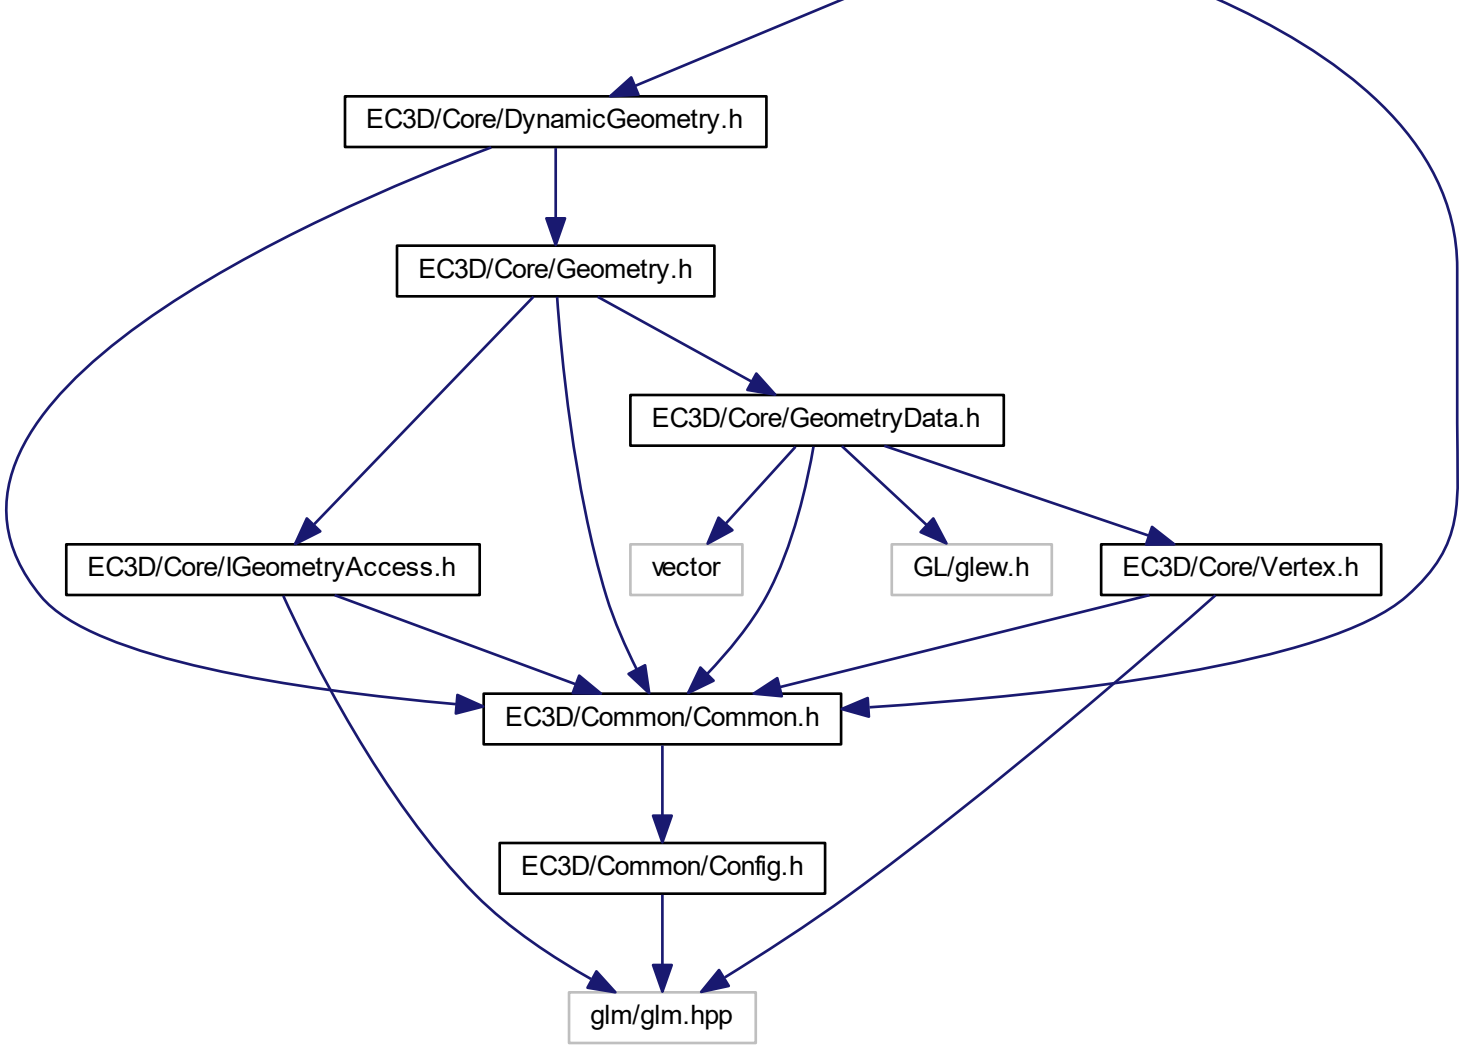 EC3D/Core/DynamicGeometry.h
EC3D/Core/Geometry.h
EC3D/Core/GeometryData.h
EC3D/Core/IGeometryAccess.h
vector
GL/glew.h
EC3D/Core/Vertex.h
EC3D/Common/Common.h
EC3D/Common/Config.h
glm/glm.hpp